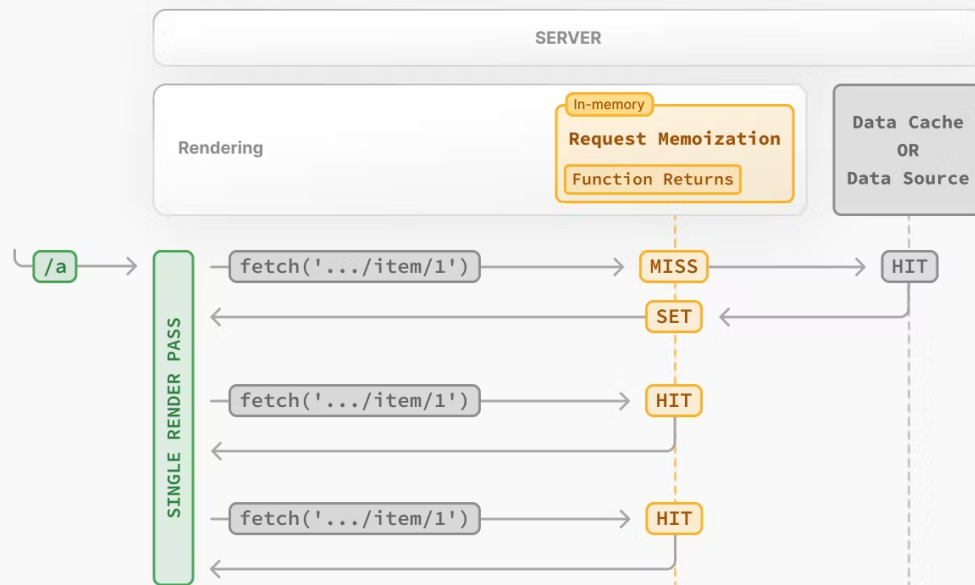 SERVER
Rendering
In-memory
Request Memoization
Function Returns
Data Cache
OR
Data Source
/a
fetch('.../item/1')
MISS
HIT
SET
SINGLE RENDER PASS
fetch('.../item/1')
HIT
fetch('.../item/1')
HIT